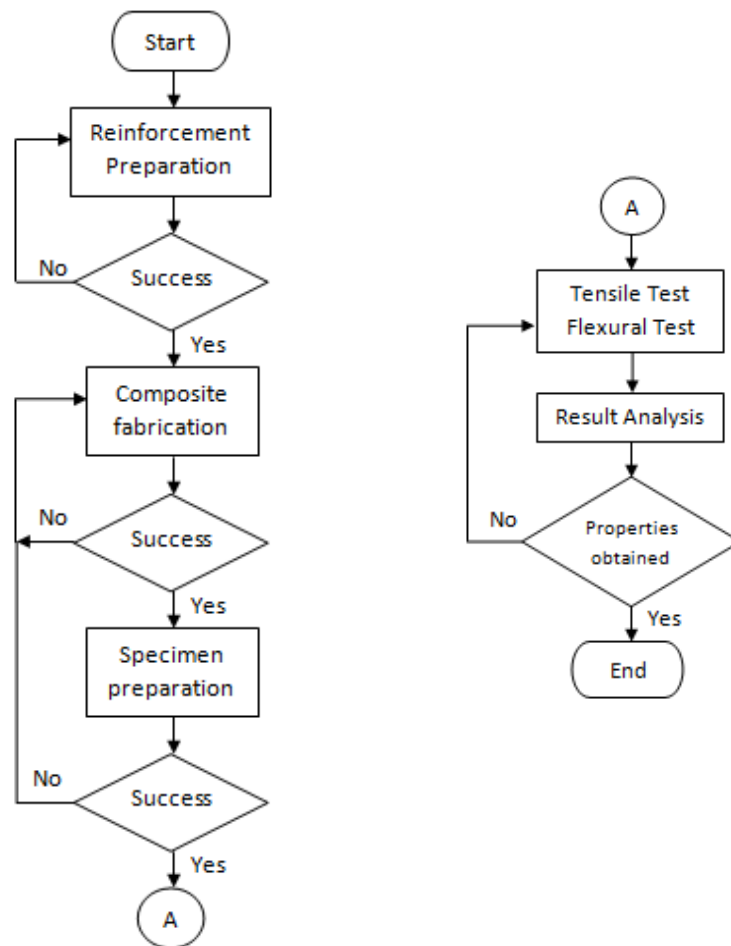 Start
Reinforcement
Preparation
No
Success
Yes
Composite
fabrication
No
Success
Yes
Specimen
preparation
No
Success
Yes
A
A
Tensile Test
Flexural Test
Result Analysis
No
Properties
obtained
Yes
End